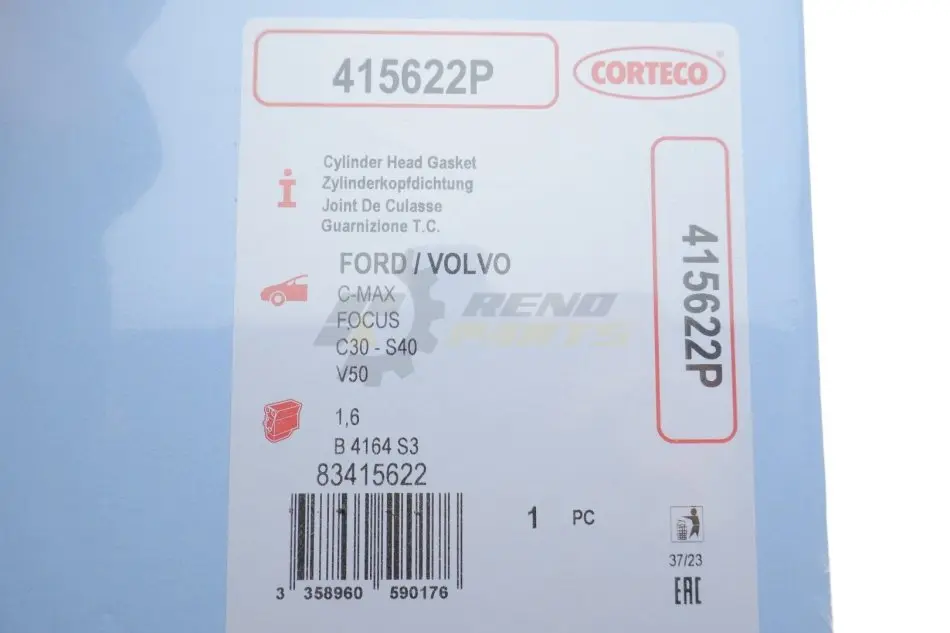 415622P
CORTECO
Cylinder Head Gasket
Zylinderkopfdichtung
Joint De Culasse
Guarnizione T.C.
415622P
FORD / VOLVO
C-MAX
FOCUS
C30 - S40
V50
RENO
PARTS
1,6
B 4164 S3
83415622
1 PC
3 358960 590176
37/23
EAC